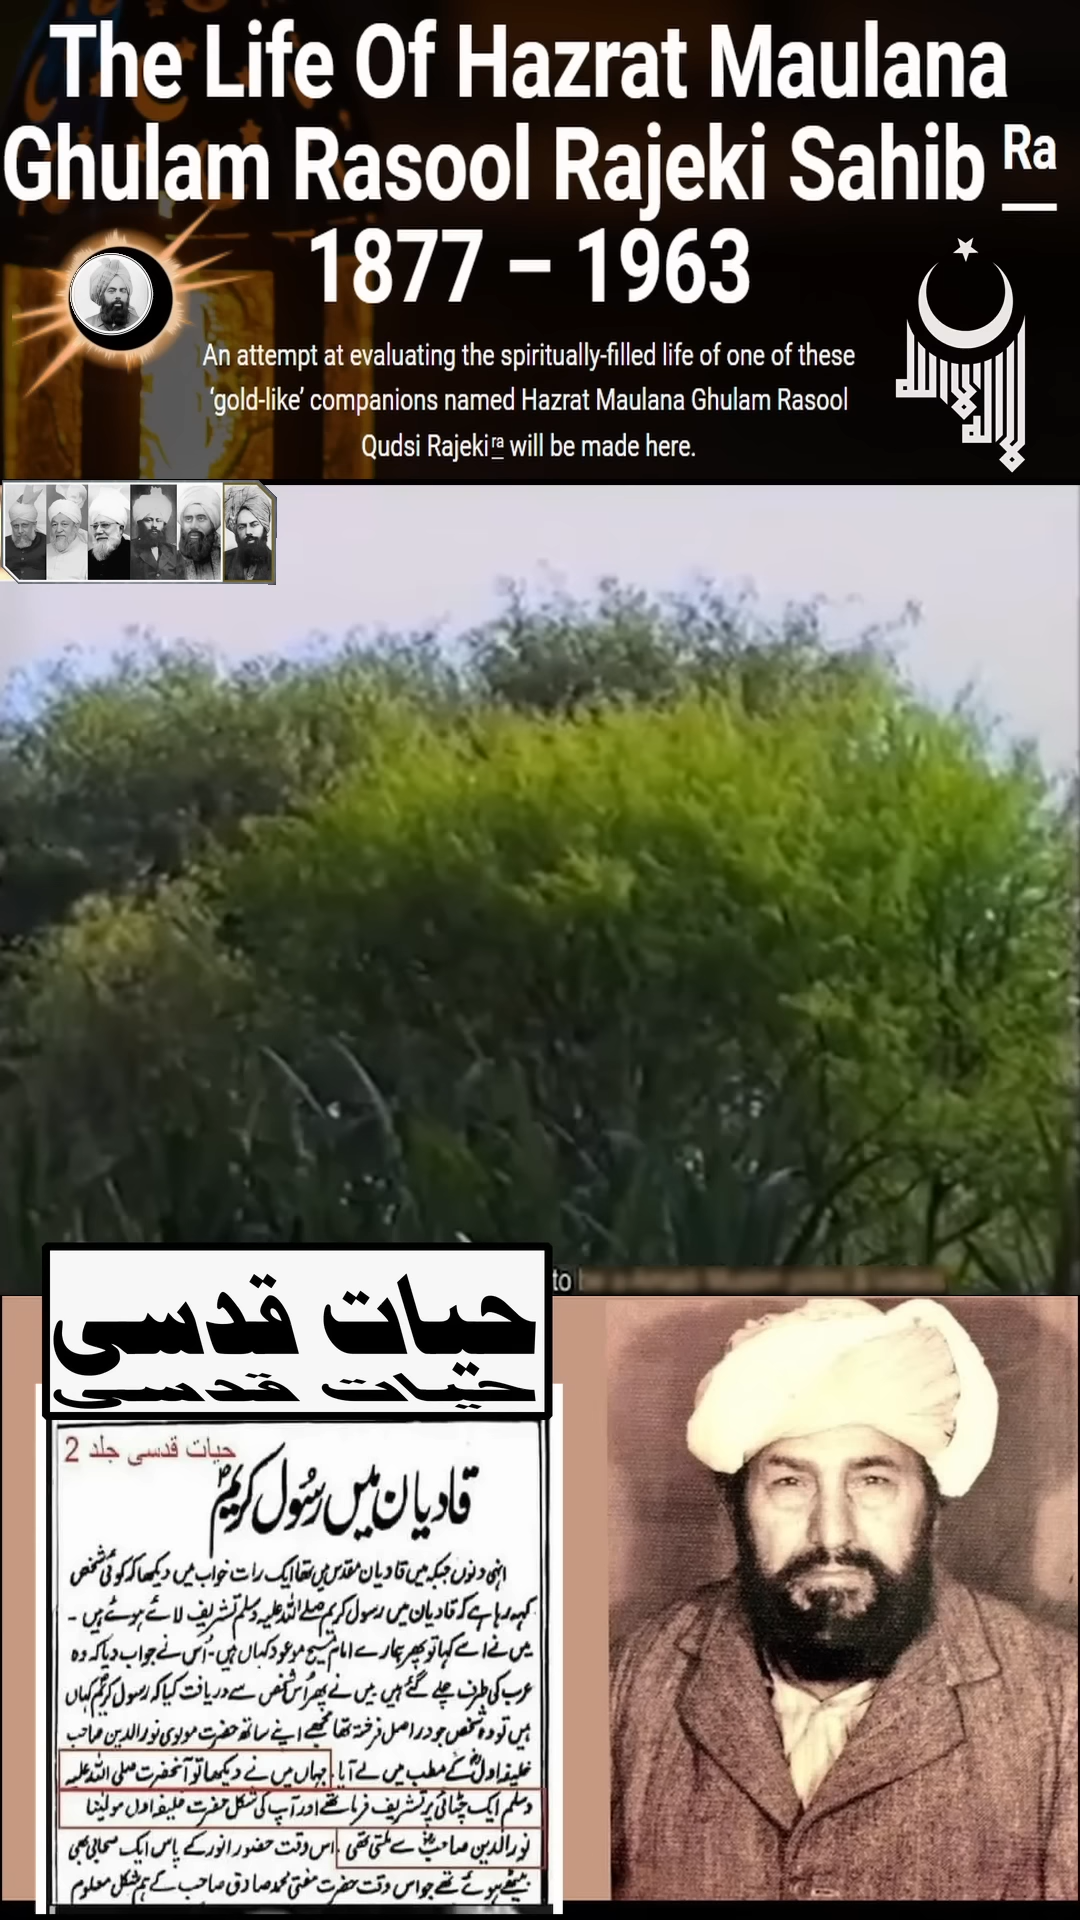 The Life Of Hazrat Maulana
Ghulam Rasool Rajeki Sahib Ra
1877 – 1963
An attempt at evaluating the spiritually-filled life of one of these
‘gold-like’ companions named Hazrat Maulana Ghulam Rasool
Qudsi Rajeki ra will be made here.
to
حیات قدسی
حیات قدسی
حیات قدسی جلد 2
قادیان میں رسُول کریمؐ
انہی دنوں جبکہ میں قادیان مقدس میں تھا ایک رات خواب میں دیکھا کہ کوئی شخص
کہہ رہا ہے کہ قادیان میں رسول کریم صلے اللہ علیہ وسلم تشریف لائے ہوئے ہیں ۔
میں نے اسے کہا تو پھر ہمارے امام مسیح موعود کہاں ہیں۔ اُس نے جواب دیا کہ وہ
عرب کی طرف چلے گئے ہیں میں نے پھر اُس شخص سے دریافت کیا کہ رسول کریم کہاں
ہیں تو وہ شخص جو دراصل فرشتہ تھا مجھے اپنے ساتھ حضرت مولوی نور الدین صاحب
خلیفہ اولؓ کے مطب میں لے آیا۔ جہاں میں نے دیکھا تو آنحضرت صلی اللہ علیہ
وسلم ایک چٹائی پر تشریف فرما تھے اور آپ کی شکل حضرت خلیفہ اول مولینا
نور الدین صاحبؓ سے ملتی تھی۔ اس وقت حضور انور کے پاس ایک صحابی بھی
بیٹھے ہوئے تھے جو اس وقت حضرت مفتی محمد صادق صاحب کے ہم شکل معلوم